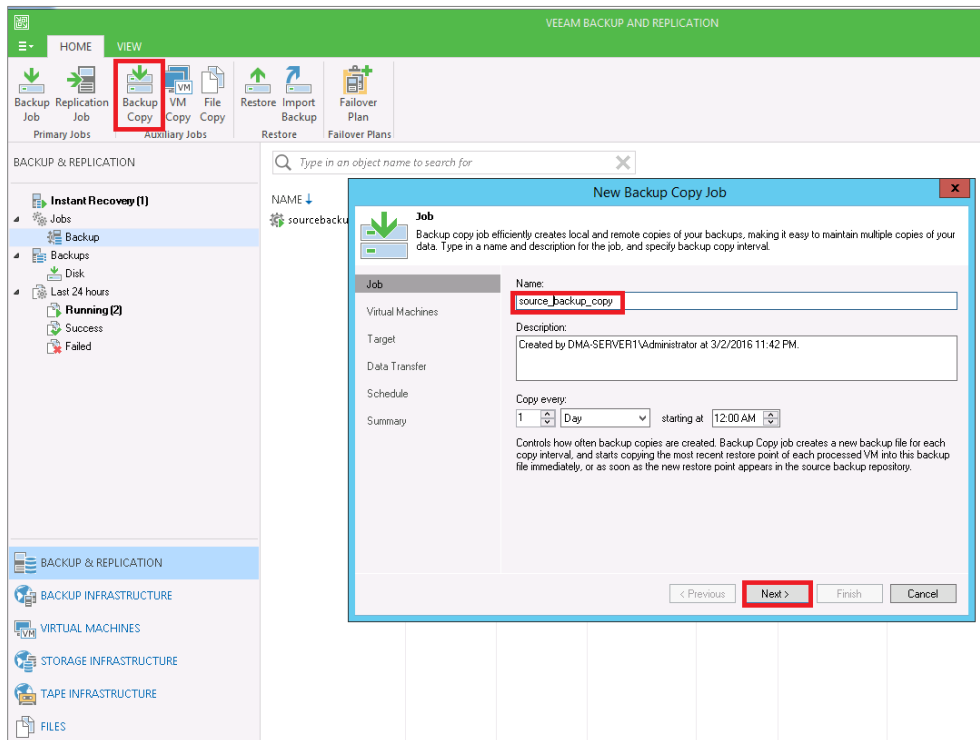 VEEAM BACKUP AND REPLICATION
HOME VIEW
Backup Job
Replication Job
Backup Copy
VM Copy
File Copy
Restore
Import Backup
Failover Plan
Primary Jobs
Auxiliary Jobs
Restore
Failover Plans
BACKUP & REPLICATION
Instant Recovery (1)
Jobs
Backup
Backups
Disk
Last 24 hours
Running (2)
Success
Failed
BACKUP & REPLICATION
BACKUP INFRASTRUCTURE
VIRTUAL MACHINES
STORAGE INFRASTRUCTURE
TAPE INFRASTRUCTURE
FILES
Type in an object name to search for
NAME
sourcebacku
New Backup Copy Job
x
Job
Backup copy job efficiently creates local and remote copies of your backups, making it easy to maintain multiple copies of your
data. Type in a name and description for the job, and specify backup copy interval.
Job
Virtual Machines
Target
Data Transfer
Schedule
Summary
Name:
source_backup_copy
Description:
Created by DMA-SERVER1\Administrator at 3/2/2016 11:42 PM.
Copy every:
1 Day starting at 12:00 AM
Controls how often backup copies are created. Backup Copy job creates a new backup file for each
copy interval, and starts copying the most recent restore point of each processed VM into this backup
file immediately, or as soon as the new restore point appears in the source backup repository.
< Previous Next > Finish Cancel